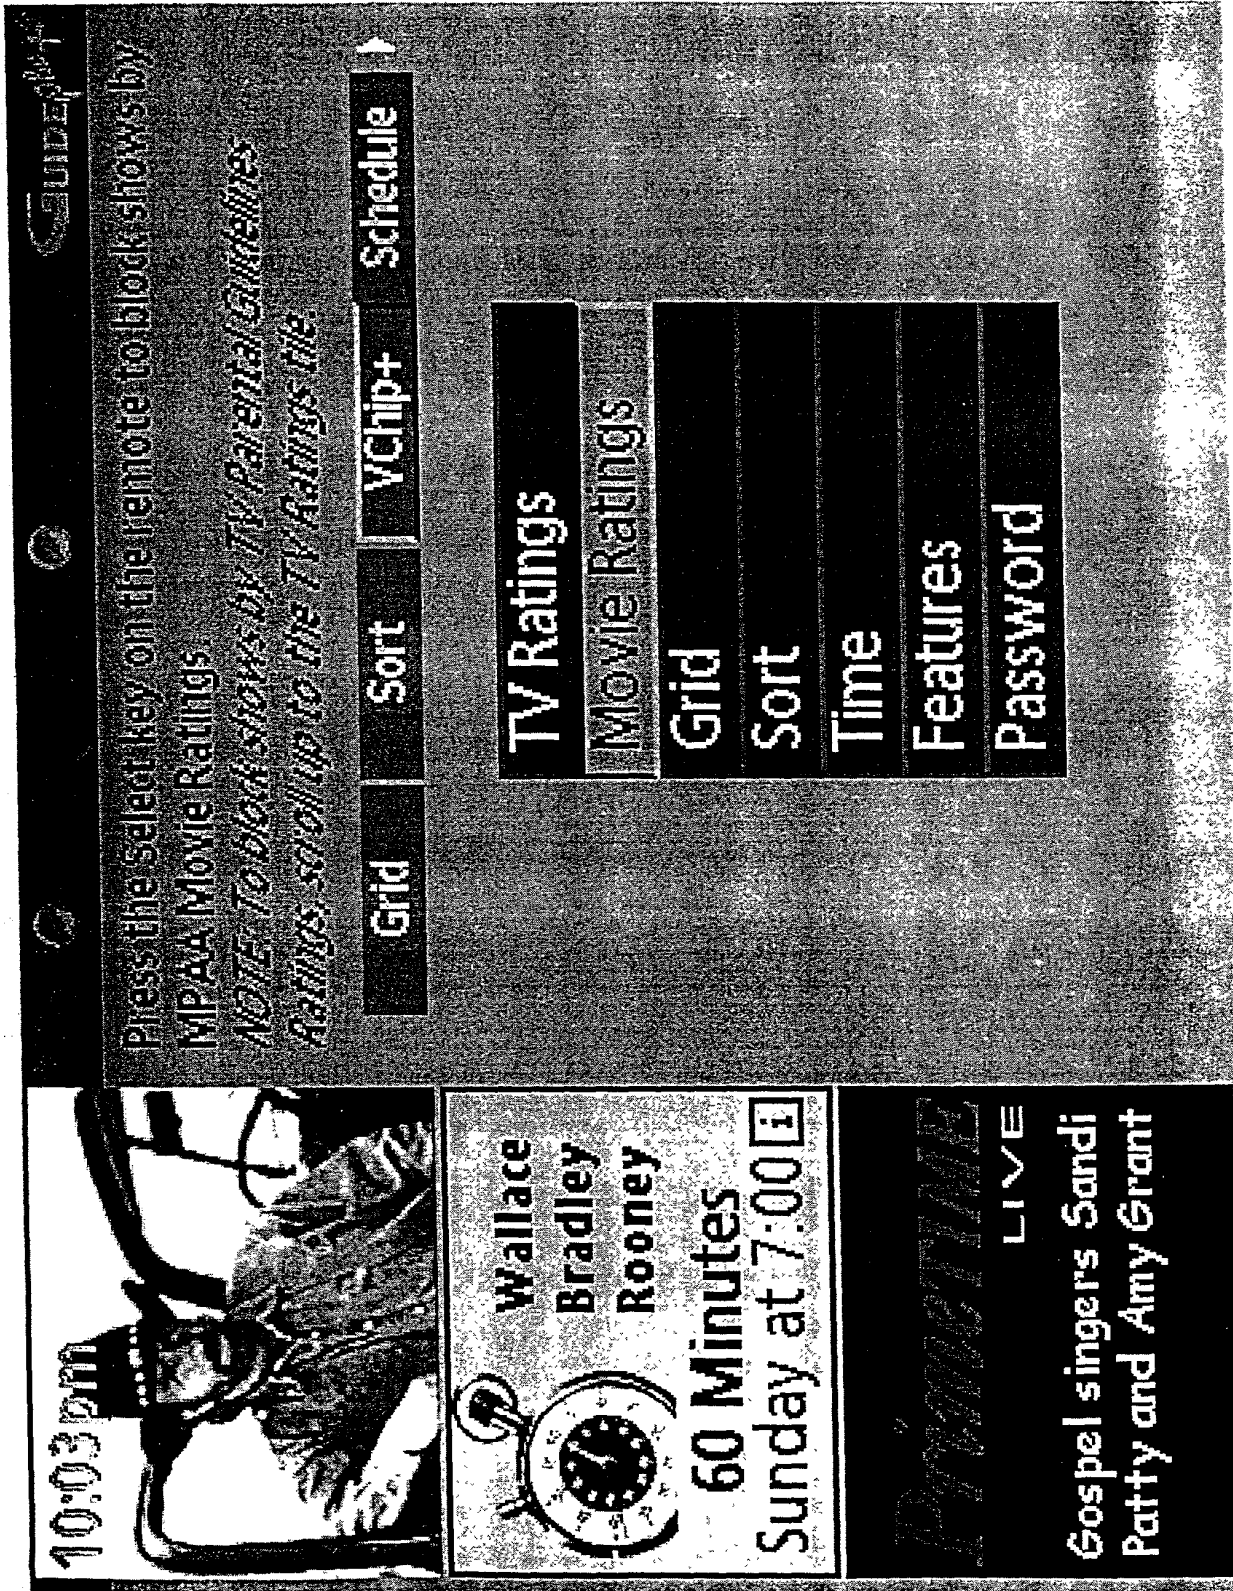 GUIDE Plus+
Press the Select key on the remote to block shows by
MPAA Movie Ratings
NOTE: To block shows by TV Parental Guidelines
Ratings, scroll up to the TV Ratings tile.
Grid
Sort
VChip+
Schedule
TV Ratings
Movie Ratings
Grid
Sort
Time
Features
Password
10:03pm
Wallace
Bradley
Rooney
60 Minutes
Sunday at 7:00 i
PrimeTIME
LIVE
Gospel singers Sandi
Patty and Amy Grant